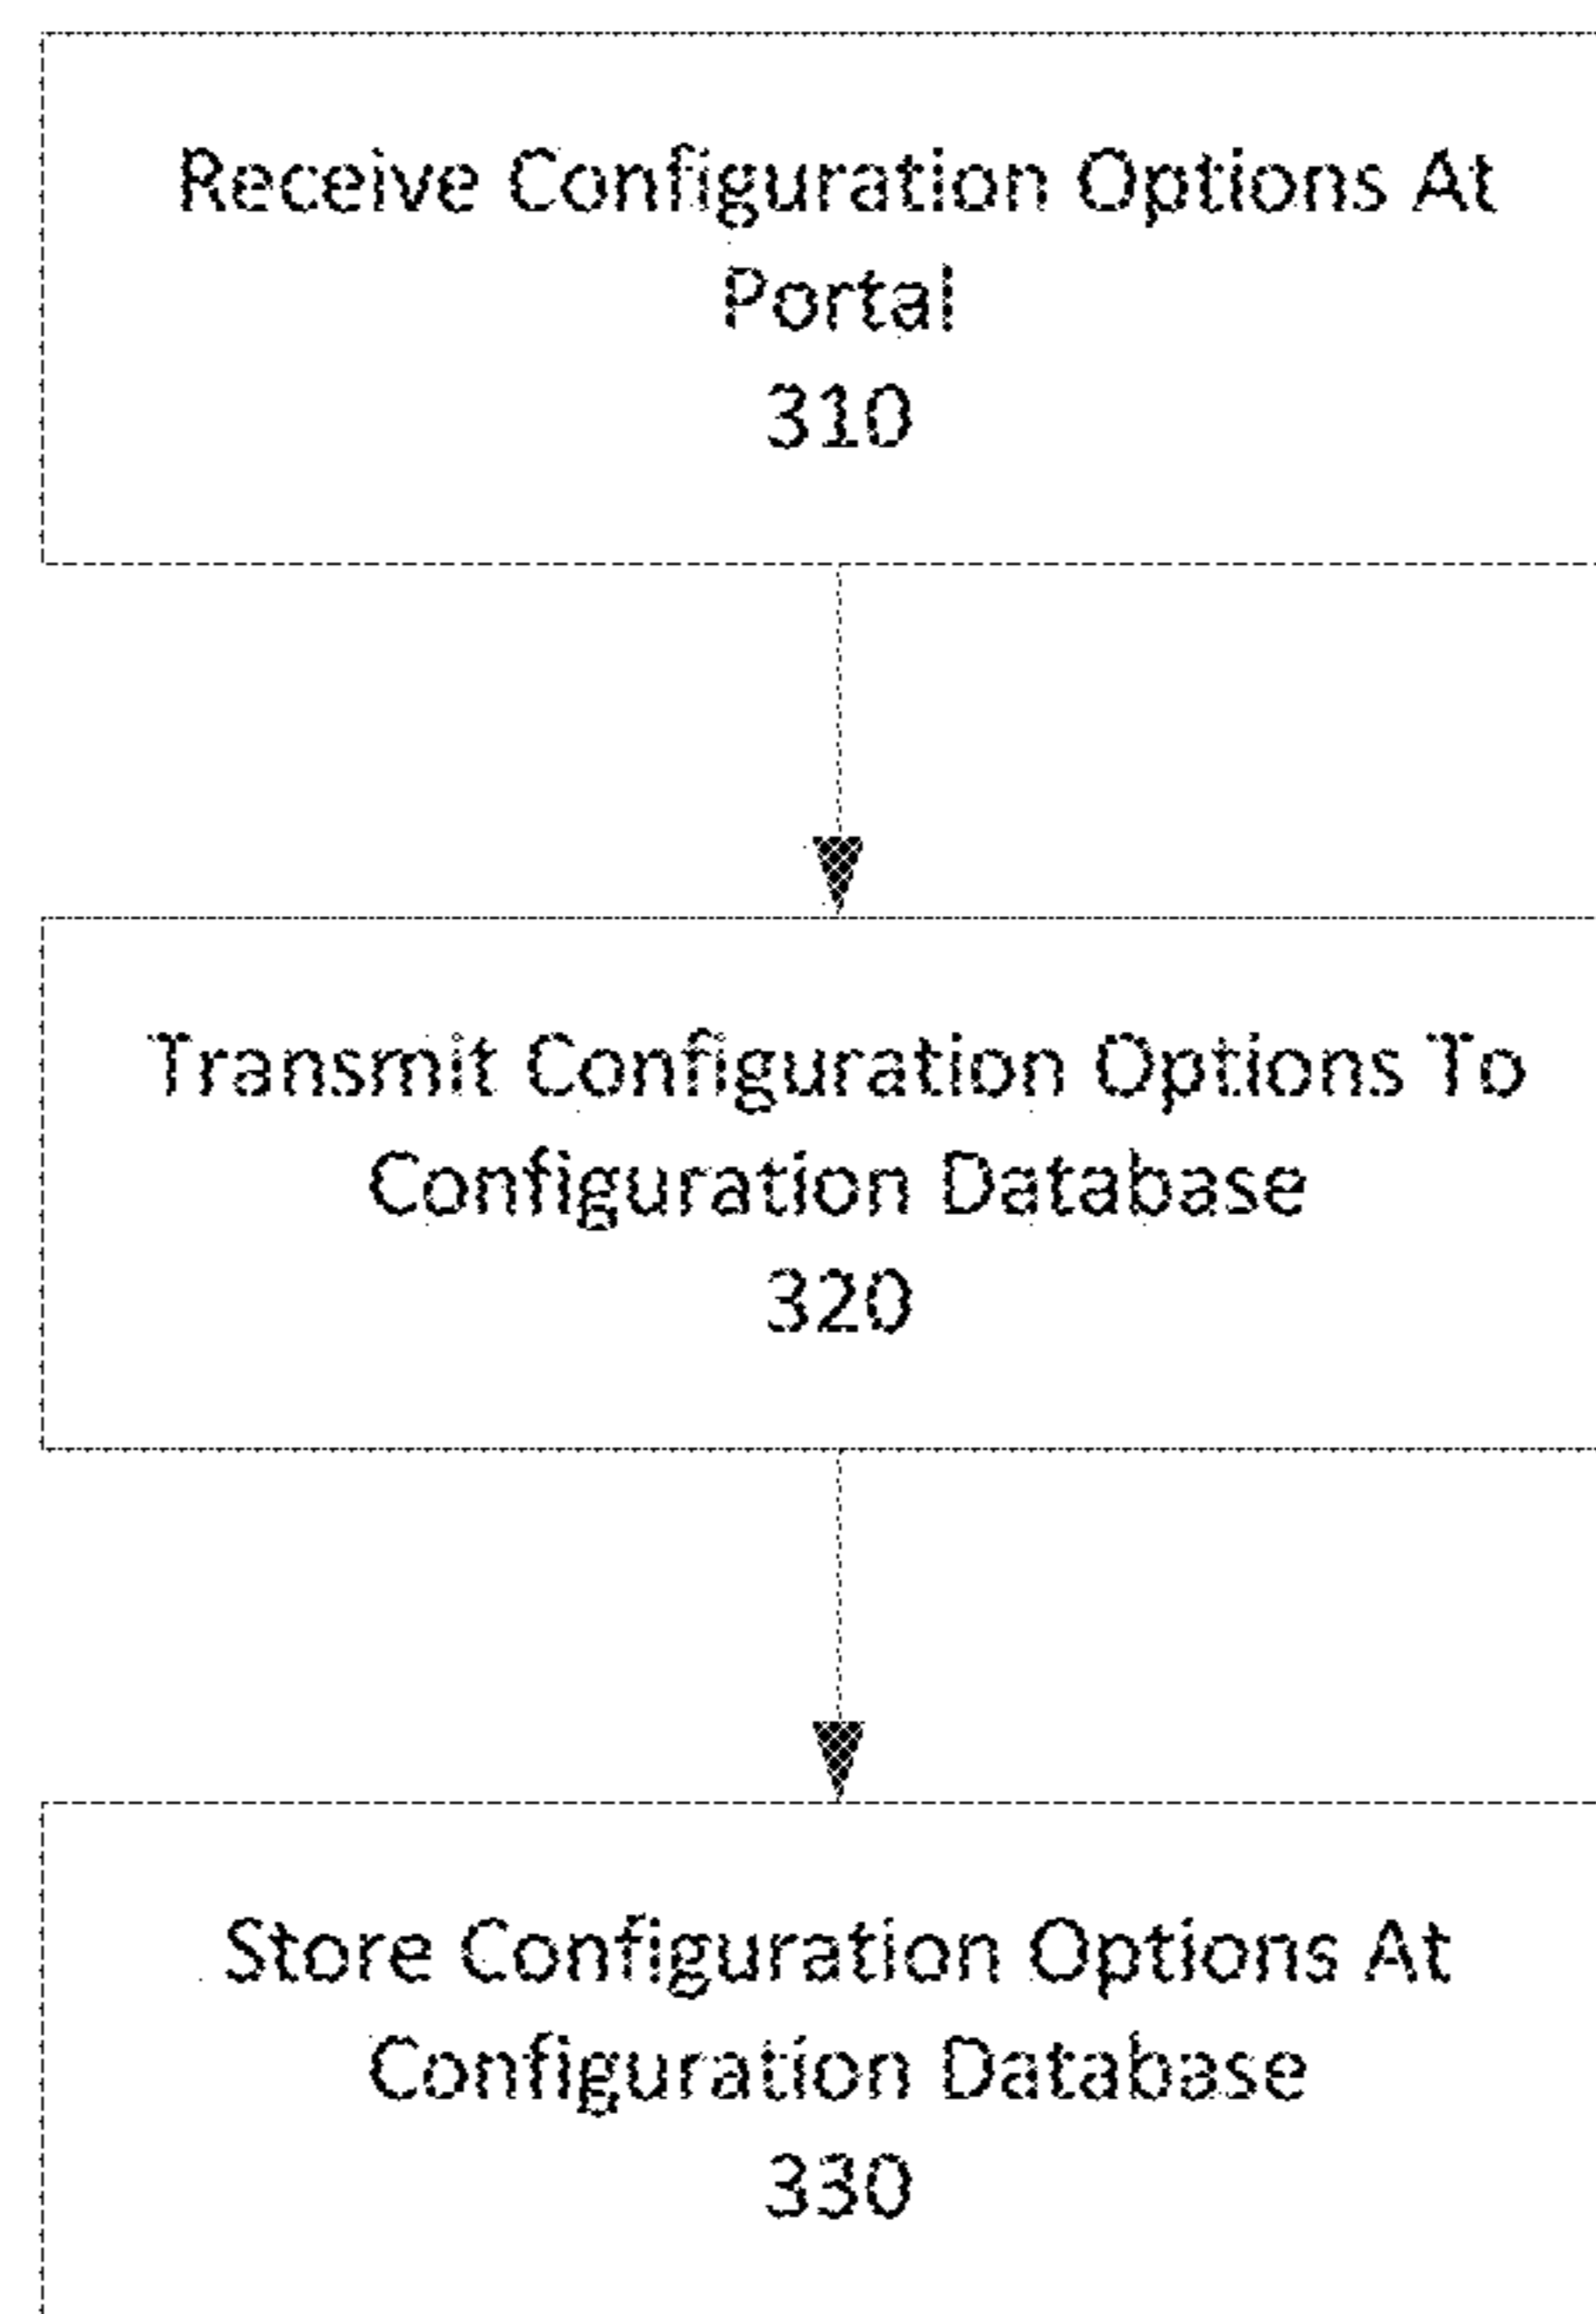 Receive Configuration Options At
Portal
310
Transmit Configuration Options To
Configuration Database
320
Store Configuration Options At
Configuration Database
330